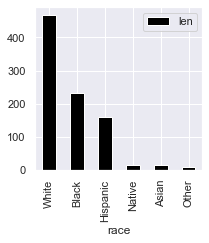 len
400
300
200
100
0
White
Black
Hispanic
Native
Asian
Other
race